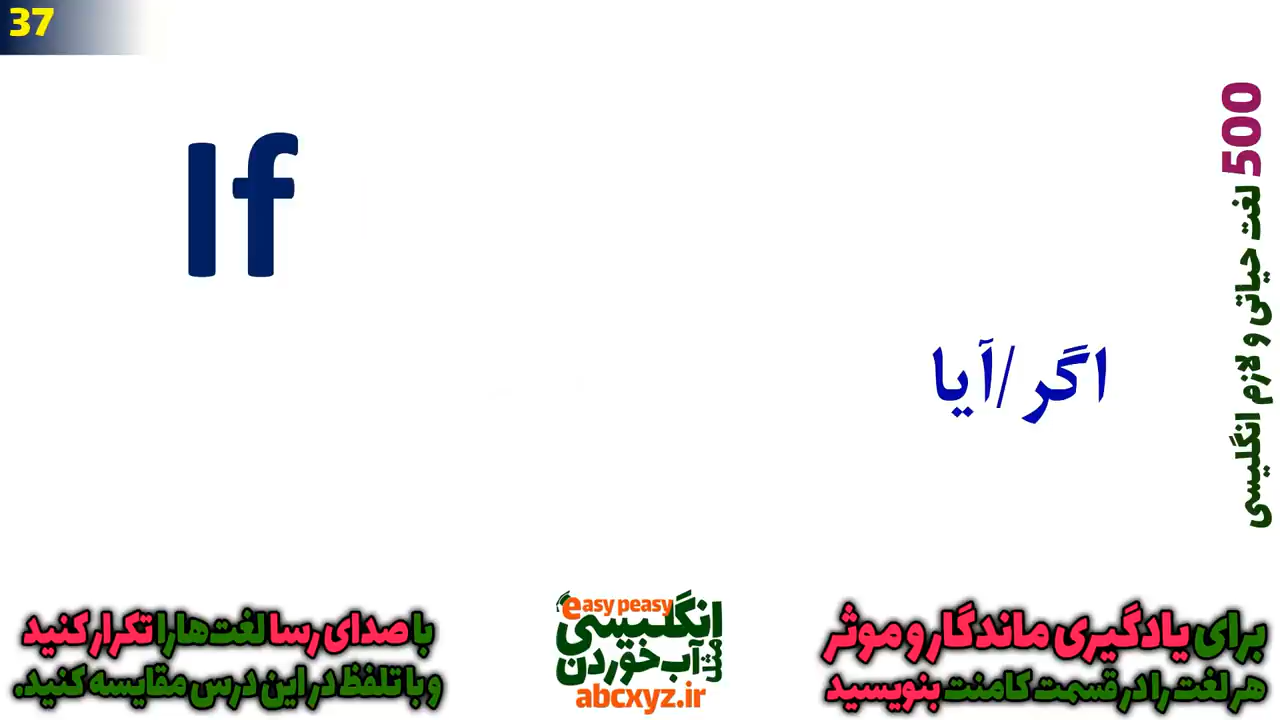 37
If
اگر/آیا
500 لغت حیاتی و لازم انگلیسی
برای یادگیری ماندگار و موثر
هر لغت را در قسمت کامنت بنویسید
easy peasy
انگلیسی
مثل
آب خوردن
abcxyz.ir
با صدای رسا لغت‌ها را تکرار کنید
و با تلفظ در این درس مقایسه کنید.